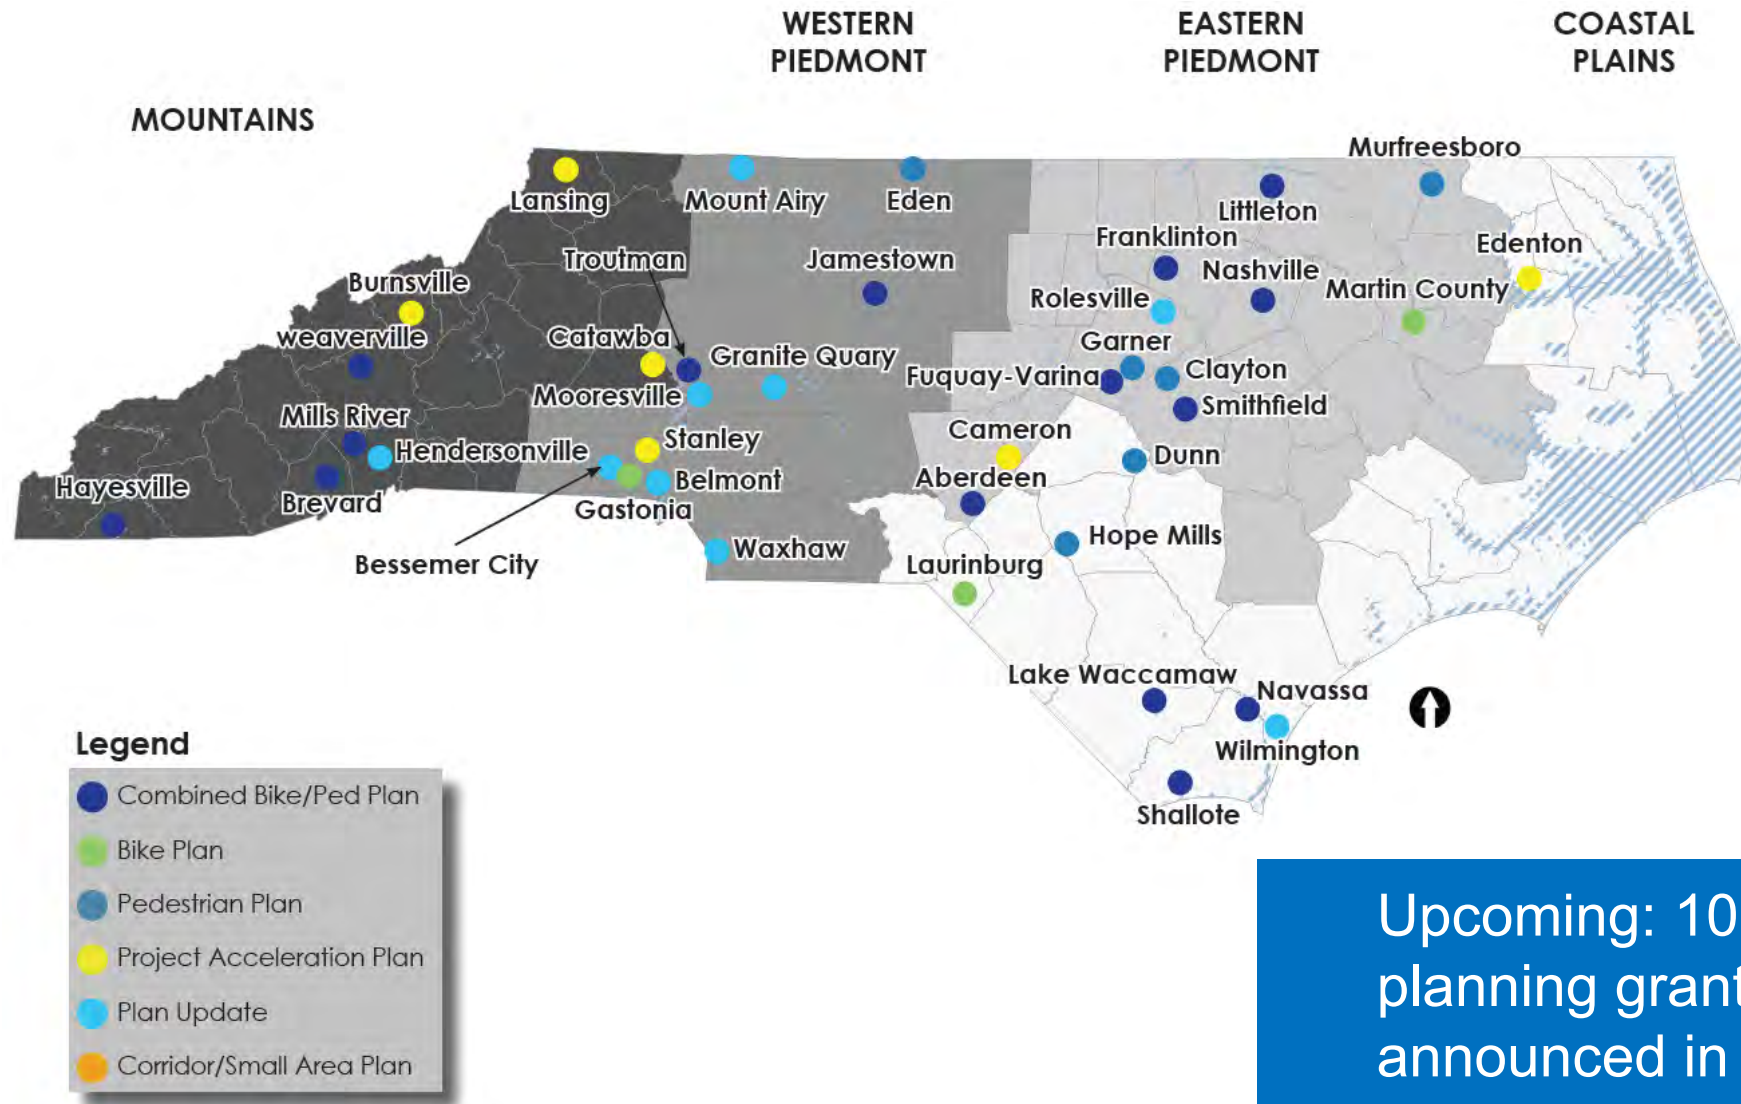 WESTERN
PIEDMONT
EASTERN
PIEDMONT
COASTAL
PLAINS
MOUNTAINS
Murfreesboro
Lansing
Mount Airy
Eden
Littleton
Franklinton
Edenton
Troutman
Jamestown
Nashville
Martin County
Burnsville
Rolesville
weaverville
Catawba
Granite Quary
Garner
Fuquay-Varina
Clayton
Mooresville
Smithfield
Mills River
Hendersonville
Stanley
Cameron
Dunn
Hayesville
Brevard
Belmont
Aberdeen
Gastonia
Bessemer City
Waxhaw
Hope Mills
Laurinburg
Lake Waccamaw
Navassa
Wilmington
Shallote
Legend
Combined Bike/Ped Plan
Bike Plan
Pedestrian Plan
Project Acceleration Plan
Plan Update
Corridor/Small Area Plan
Upcoming: 10
planning grant
announced in